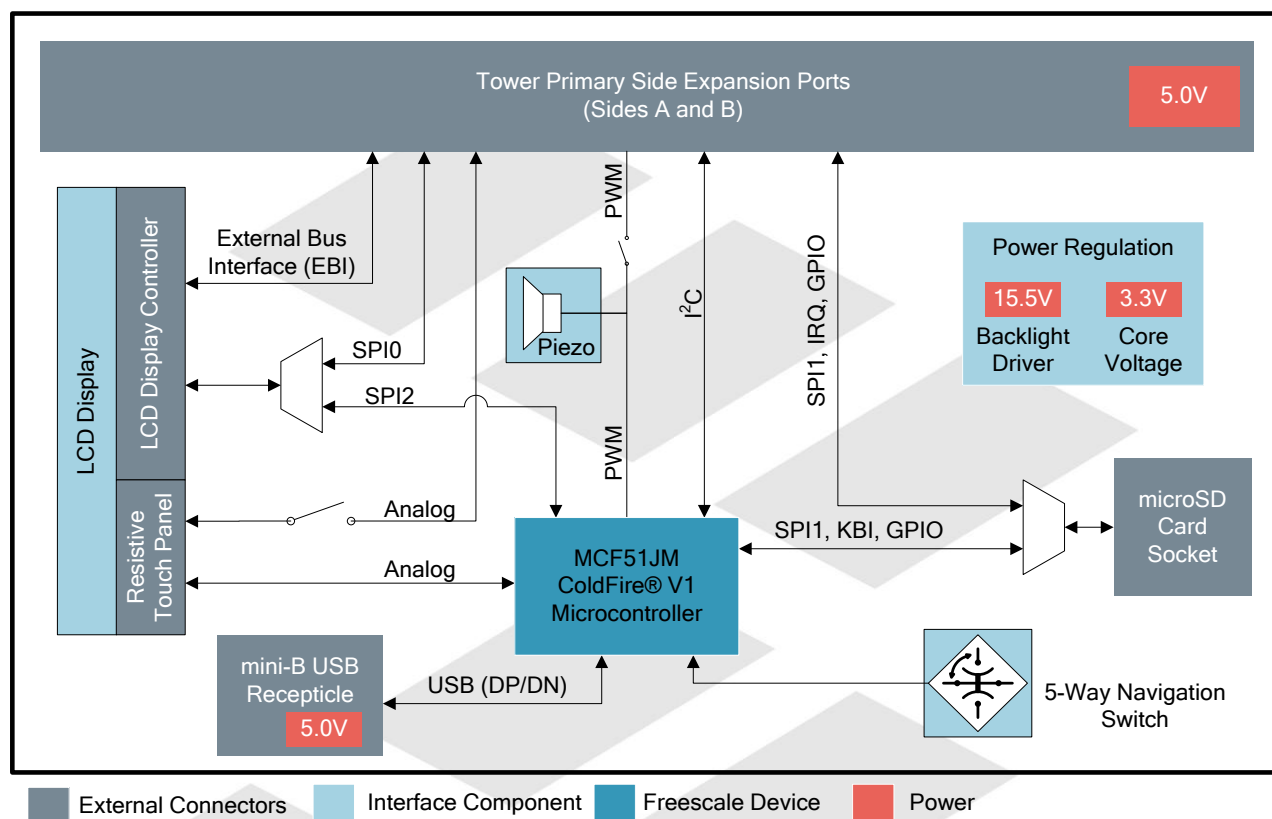 Tower Primary Side Expansion Ports
(Sides A and B)
5.0V
LCD Display
LCD Display Controller
Resistive
Touch Panel
External Bus
Interface (EBI)
SPI0
SPI2
Analog
Analog
PWM
Piezo
PWM
I²C
SPI1, IRQ, GPIO
Power Regulation
15.5V
Backlight
Driver
3.3V
Core
Voltage
MCF51JM
ColdFire® V1
Microcontroller
SPI1, KBI, GPIO
microSD
Card
Socket
mini-B USB
Recepticle
5.0V
USB (DP/DN)
5-Way Navigation
Switch
External Connectors
Interface Component
Freescale Device
Power